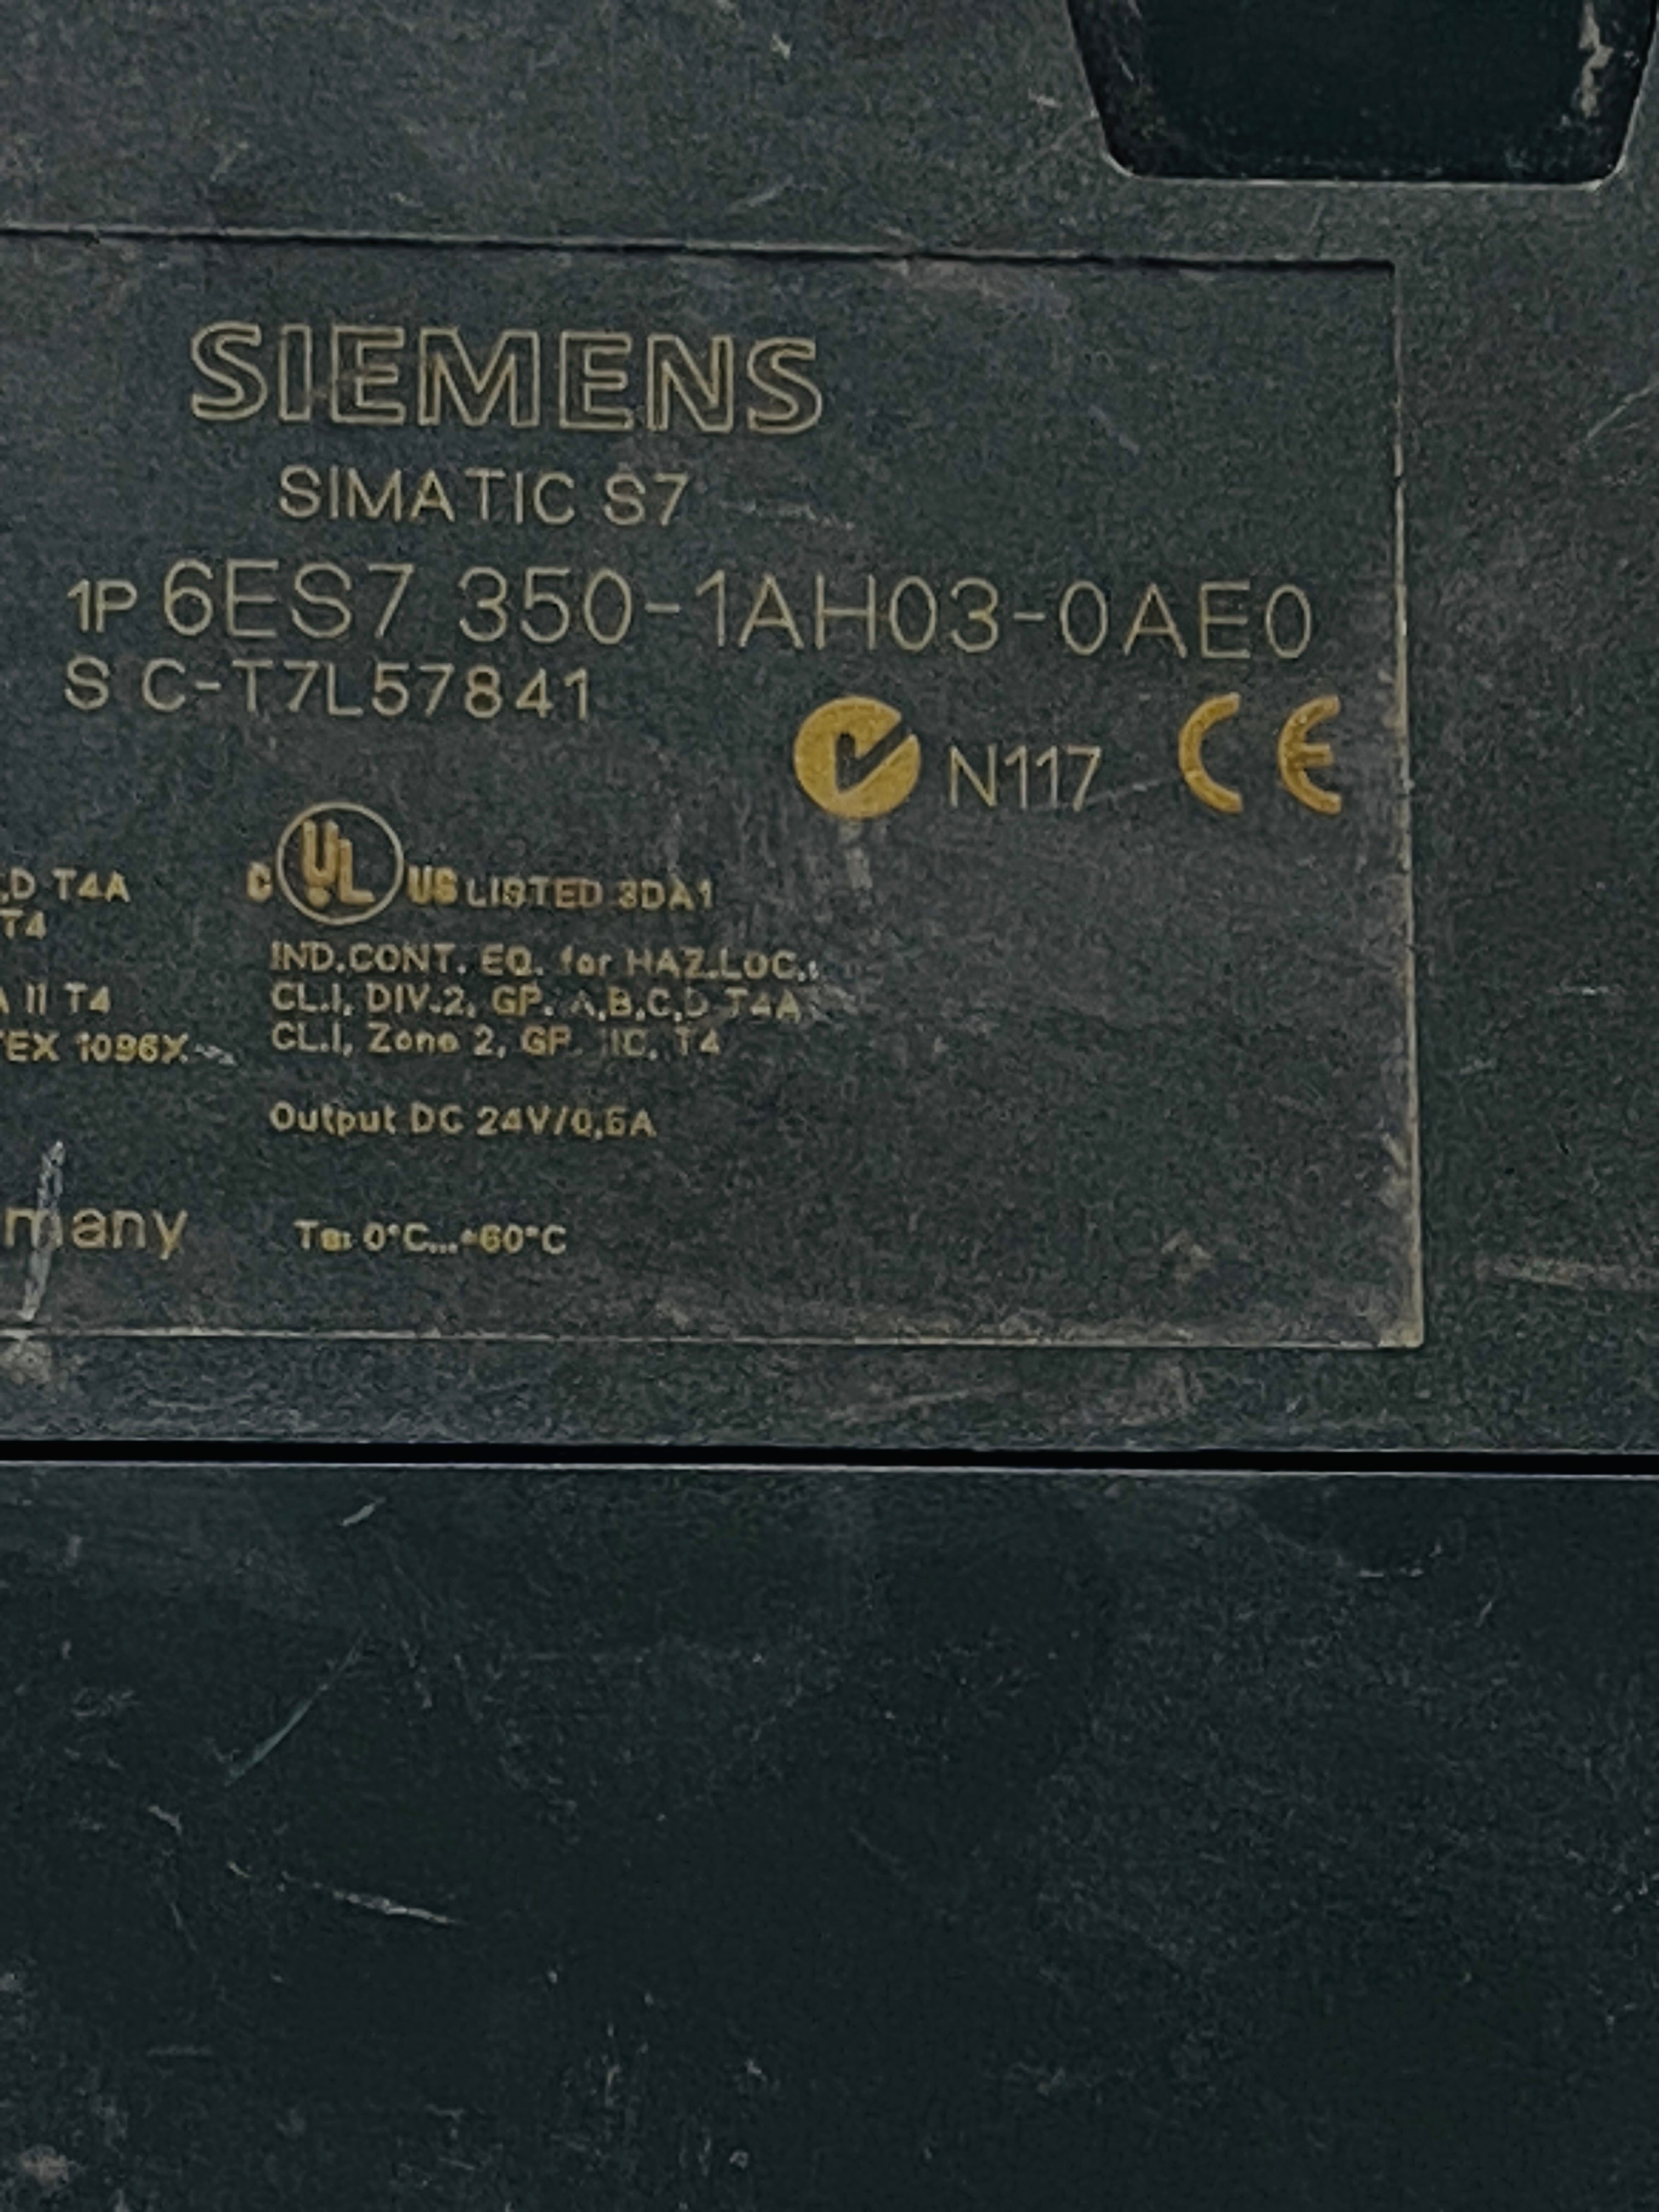 SIEMENS
SIMATIC S7
1P 6ES7 350-1AH03-0AE0
S C-T7L57841
N117 CE
,D T4A
T4
A II T4
TEX 1096X
many
C UL US LISTED 3DA1
IND.CONT. EQ. for HAZ.LOC.:
CL.I, DIV.2, GP. A,B,C,D T4A
CL.I, Zone 2, GP. IIC, T4
Output DC 24V/0,5A
Ta: 0°C...+60°C